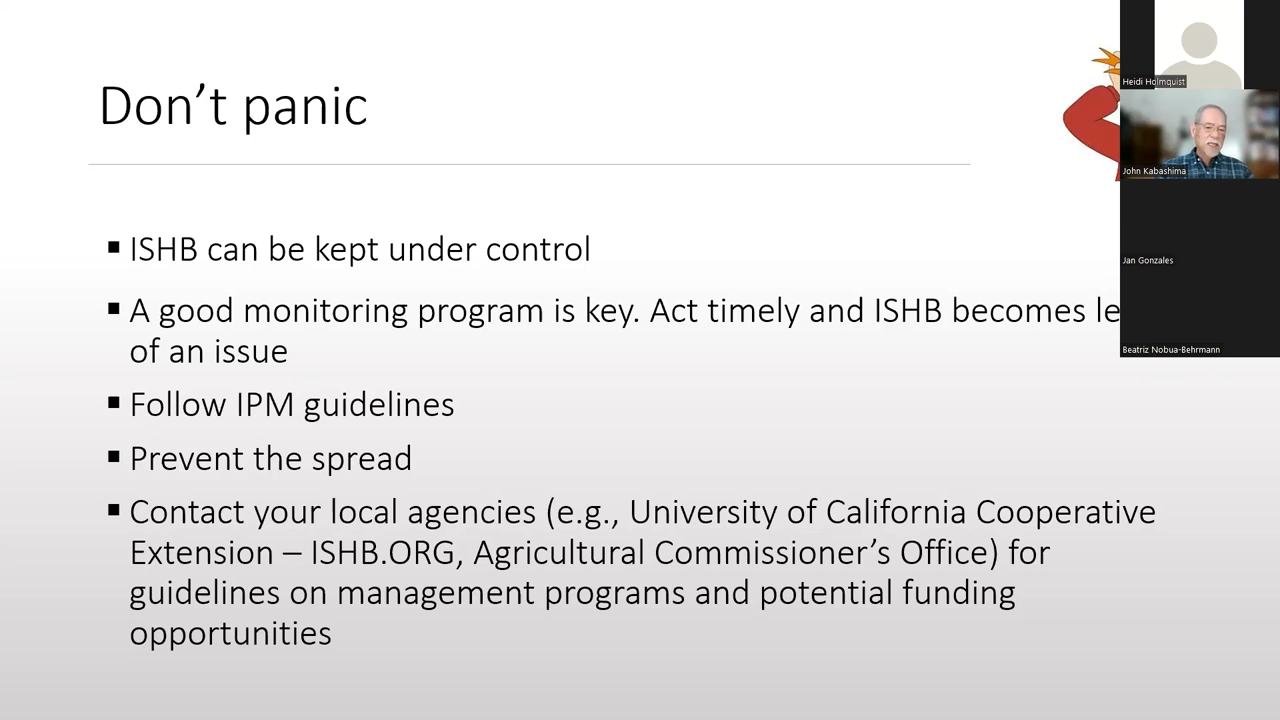 Don't panic
▪ ISHB can be kept under control
▪ A good monitoring program is key. Act timely and ISHB becomes
of an issue
▪ Follow IPM guidelines
▪ Prevent the spread
▪ Contact your local agencies (e.g., University of California Cooperative
Extension – ISHB.ORG, Agricultural Commissioner's Office) for
guidelines on management programs and potential funding
opportunities
Heidi Holmquist
John Kabashima
Jan Gonzales
Beatriz Nobua-Behrmann